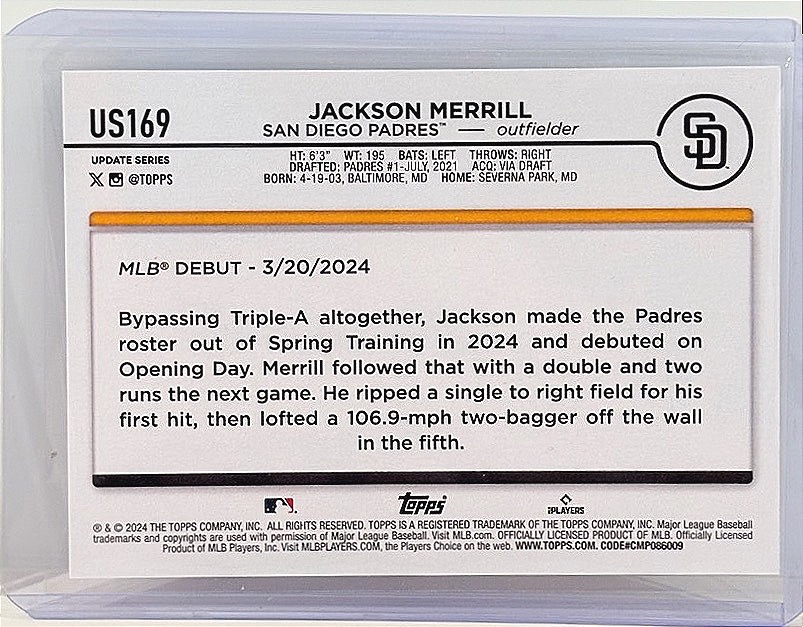 US169
JACKSON MERRILL
SAN DIEGO PADRES™ — outfielder
SD
UPDATE SERIES
X @TOPPS
HT: 6'3" WT: 195 BATS: LEFT THROWS: RIGHT
DRAFTED: PADRES #1-JULY, 2021 ACQ: VIA DRAFT
BORN: 4-19-03, BALTIMORE, MD HOME: SEVERNA PARK, MD
MLB® DEBUT - 3/20/2024
Bypassing Triple-A altogether, Jackson made the Padres
roster out of Spring Training in 2024 and debuted on
Opening Day. Merrill followed that with a double and two
runs the next game. He ripped a single to right field for his
first hit, then lofted a 106.9-mph two-bagger off the wall
in the fifth.
topps
PLAYERS
® & © 2024 THE TOPPS COMPANY, INC. ALL RIGHTS RESERVED. TOPPS IS A REGISTERED TRADEMARK OF THE TOPPS COMPANY, INC. Major League Baseball
trademarks and copyrights are used with permission of Major League Baseball. Visit MLB.com. OFFICIALLY LICENSED PRODUCT OF MLB. Officially Licensed
Product of MLB Players, Inc. Visit MLBPLAYERS.COM, the Players Choice on the web. WWW.TOPPS.COM. CODE#CMP086009